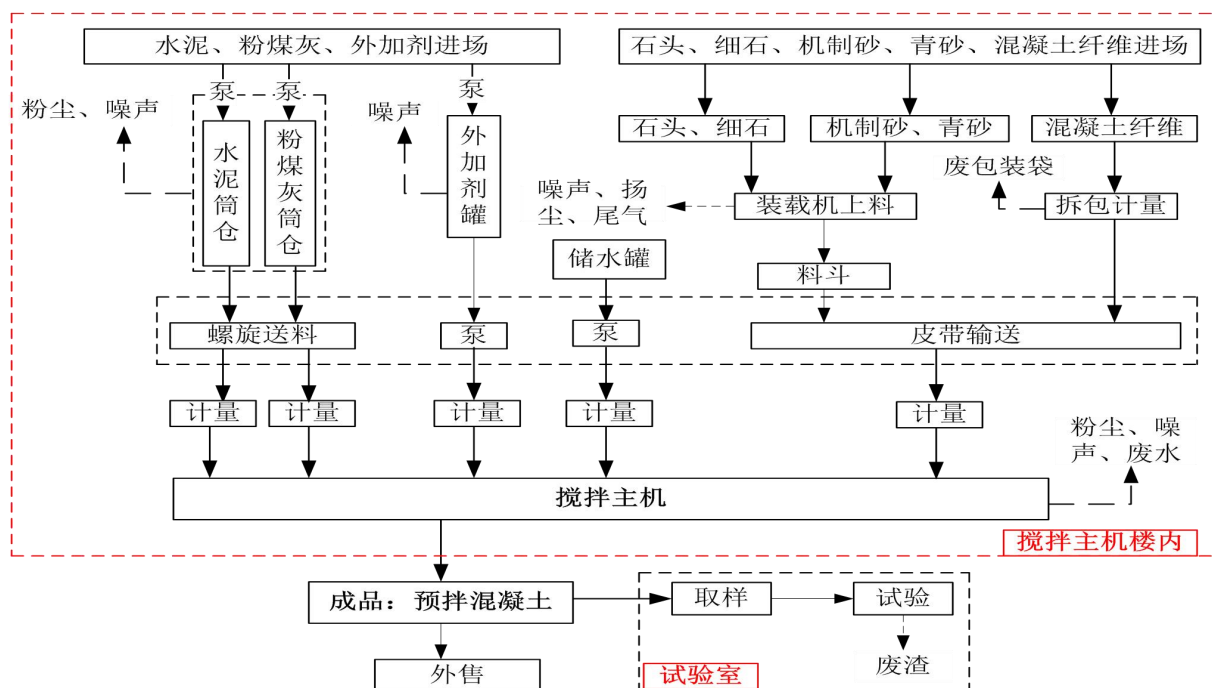 水泥、粉煤灰、外加剂进场
石头、细石、机制砂、青砂、混凝土纤维进场
泵
泵
泵
粉尘、噪声
噪声
水泥筒仓
粉煤灰筒仓
外加剂罐
石头、细石
机制砂、青砂
混凝土纤维
废包装袋
噪声、扬
尘、尾气
装载机上料
拆包计量
储水罐
料斗
螺旋送料
泵
泵
皮带输送
计量
计量
计量
计量
计量
粉尘、噪
声、废水
搅拌主机
搅拌主机楼内
成品：预拌混凝土
取样
试验
外售
试验室
废渣